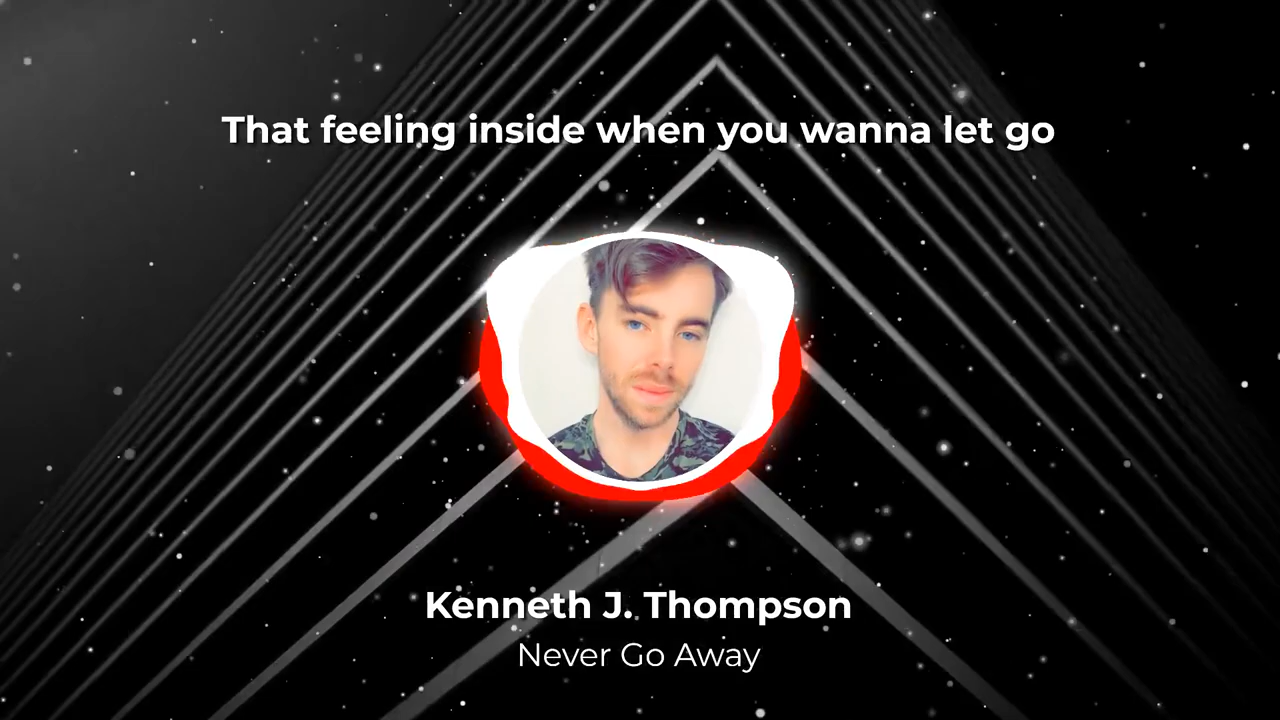 That feeling inside when you wanna let go
Kenneth J. Thompson
Never Go Away